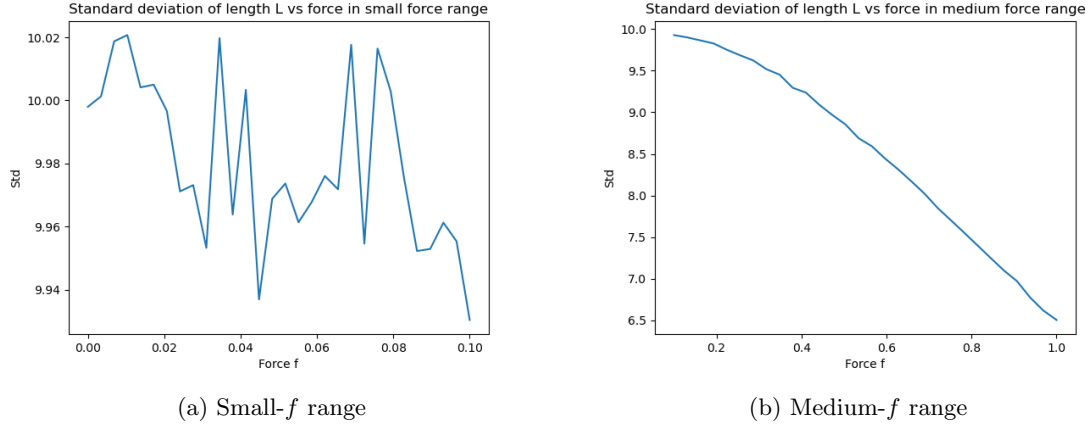 Standard deviation of length L vs force in small force range
10.02
10.00
9.98
9.96
9.94
Std
0.00 0.02 0.04 0.06 0.08 0.10
Force f
(a) Small-f range
Standard deviation of length L vs force in medium force range
10.0
9.5
9.0
8.5
8.0
7.5
7.0
6.5
Std
0.2 0.4 0.6 0.8 1.0
Force f
(b) Medium-f range